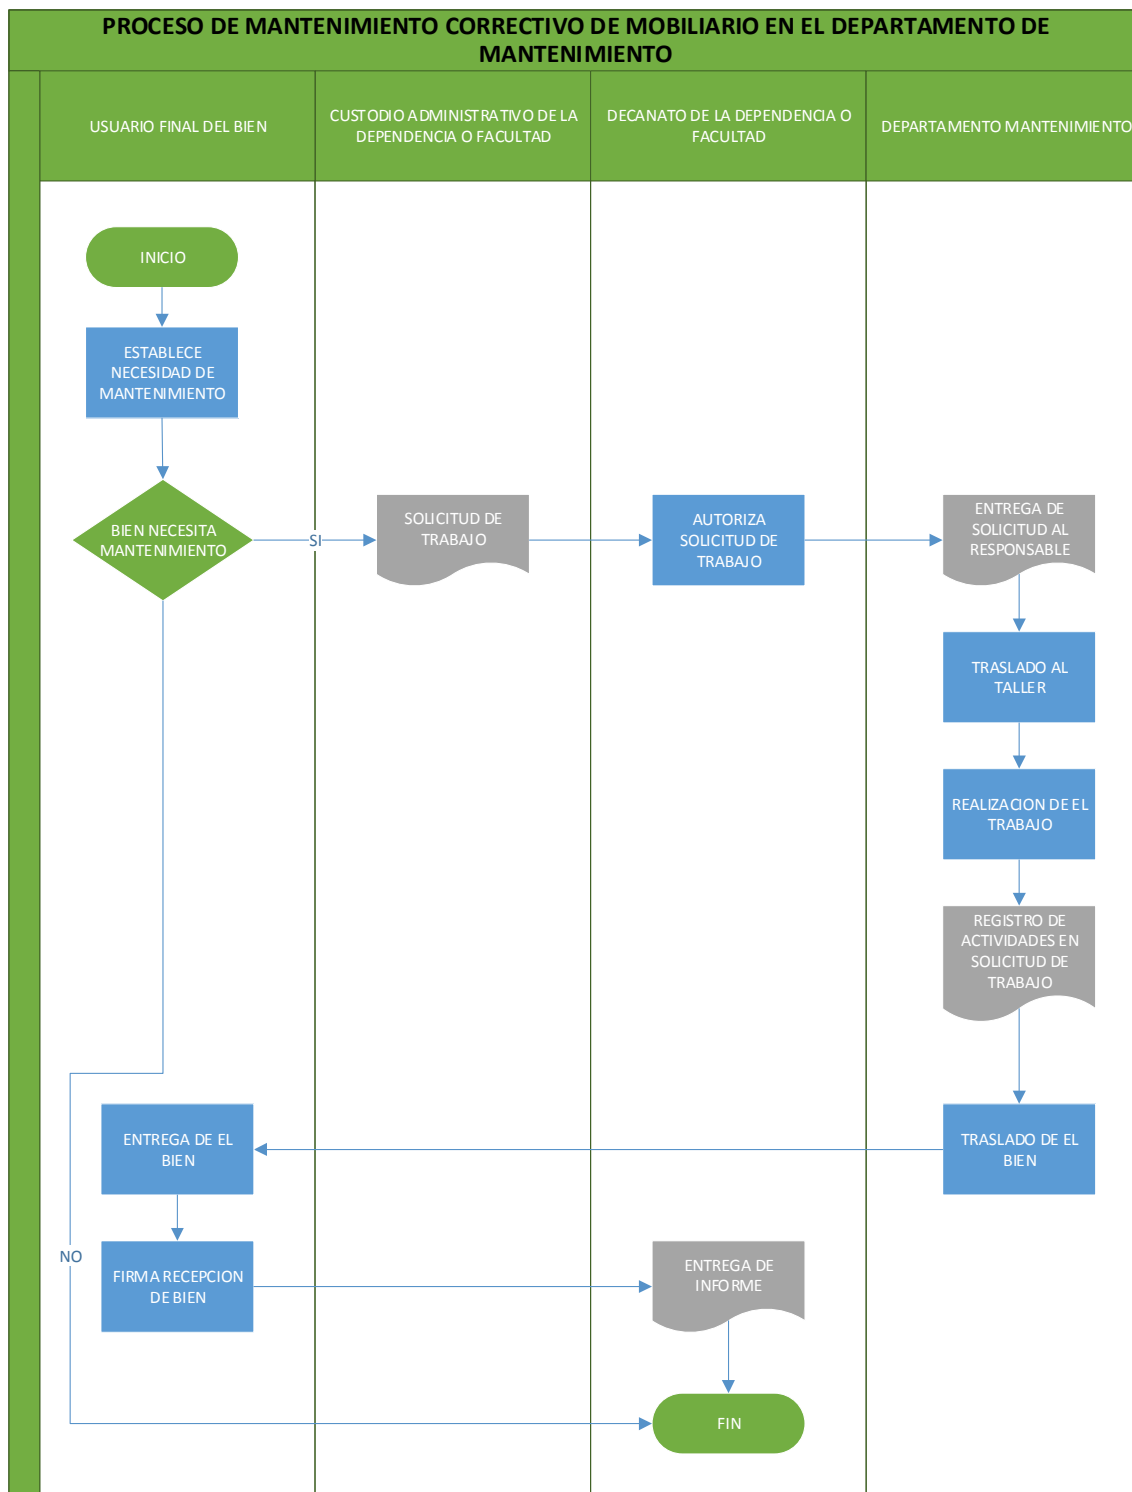 PROCESO DE MANTENIMIENTO CORRECTIVO DE MOBILIARIO EN EL DEPARTAMENTO DE
MANTENIMIENTO
USUARIO FINAL DEL BIEN
CUSTODIO ADMINISTRATIVO DE LA
DEPENDENCIA O FACULTAD
DECANATO DE LA DEPENDENCIA O
FACULTAD
DEPARTAMENTO MANTENIMIENTO
INICIO
ESTABLECE
NECESIDAD DE
MANTENIMIENTO
BIEN NECESITA
MANTENIMIENTO
SI
SOLICITUD DE
TRABAJO
AUTORIZA
SOLICITUD DE
TRABAJO
ENTREGA DE
SOLICITUD AL
RESPONSABLE
TRASLADO AL
TALLER
REALIZACION DE EL
TRABAJO
REGISTRO DE
ACTIVIDADES EN
SOLICITUD DE
TRABAJO
TRASLADO DE EL
BIEN
ENTREGA DE EL
BIEN
FIRMA RECEPCION
DE BIEN
NO
ENTREGA DE
INFORME
FIN